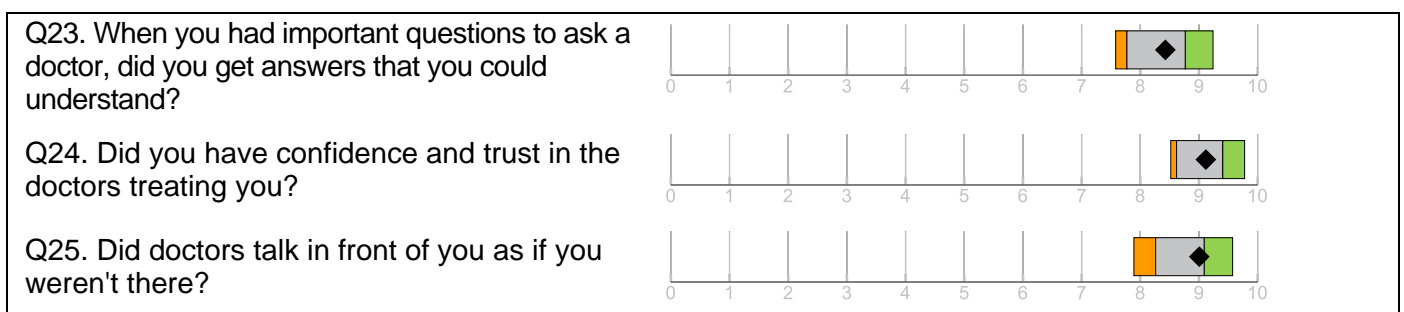 Q23. When you had important questions to ask a
doctor, did you get answers that you could
understand?
0 1 2 3 4 5 6 7 8 9 10
Q24. Did you have confidence and trust in the
doctors treating you?
0 1 2 3 4 5 6 7 8 9 10
Q25. Did doctors talk in front of you as if you
weren't there?
0 1 2 3 4 5 6 7 8 9 10